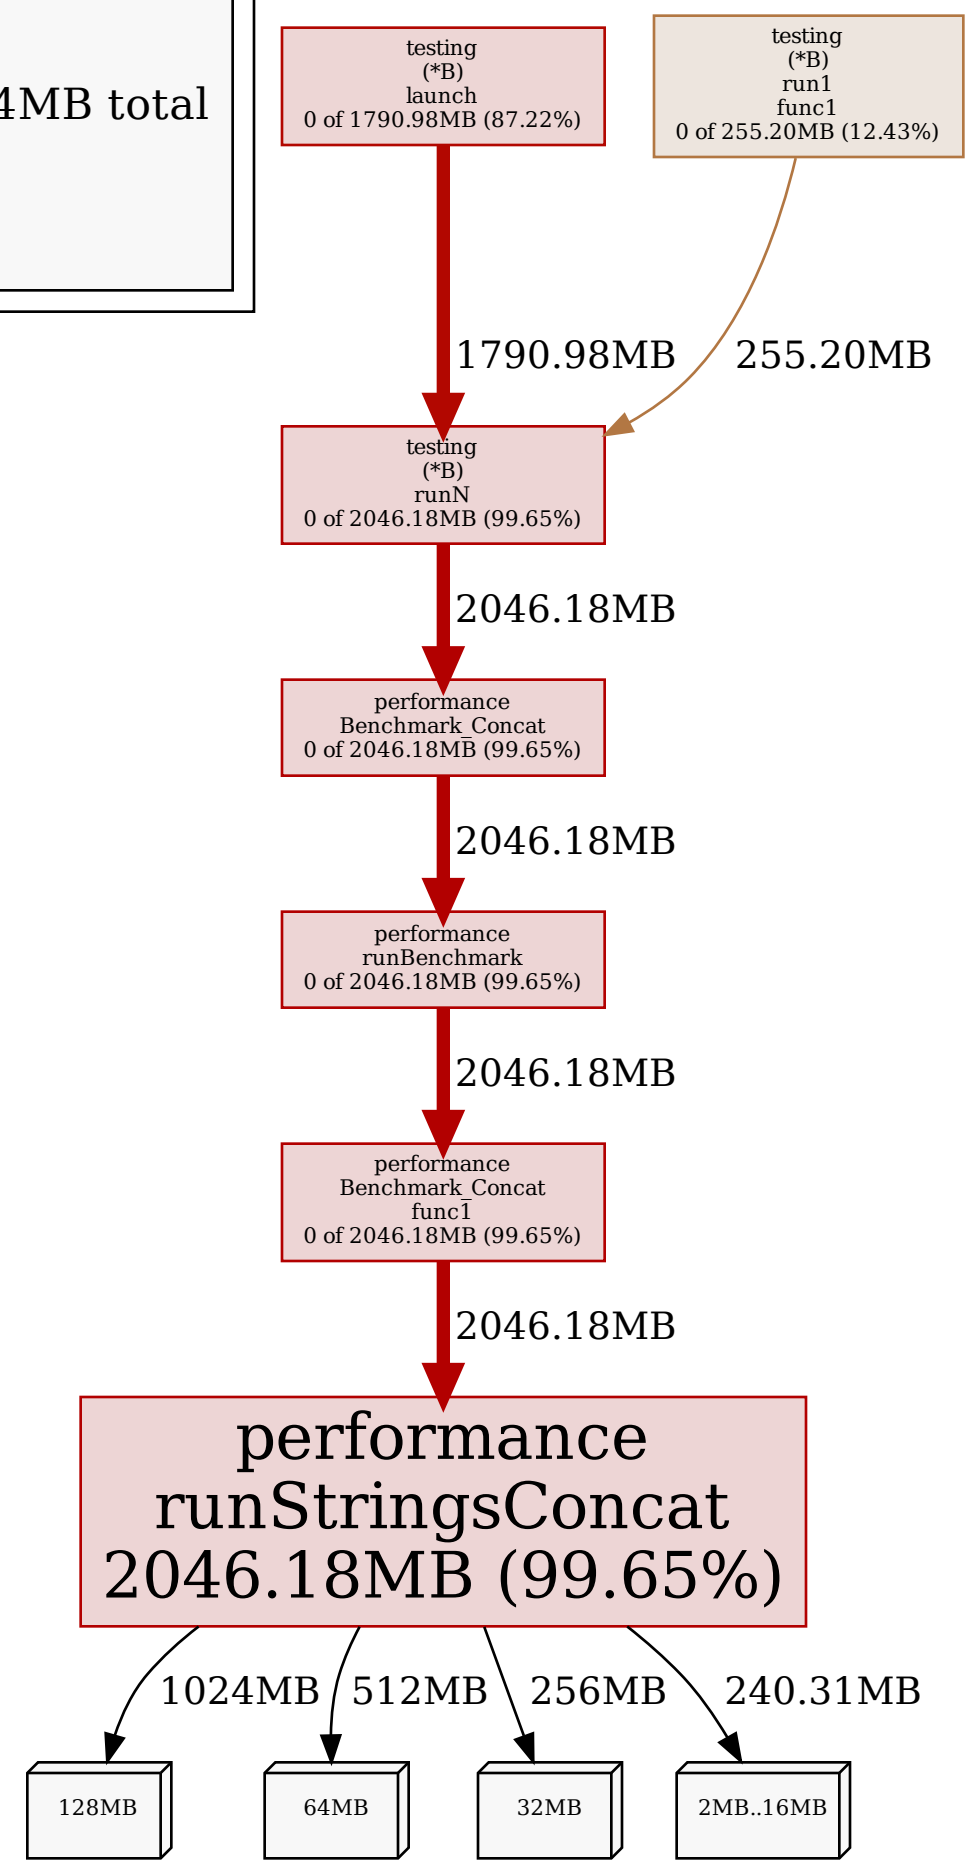 4MB total
testing
(*B)
launch
0 of 1790.98MB (87.22%)
testing
(*B)
run1
func1
0 of 255.20MB (12.43%)
1790.98MB
255.20MB
testing
(*B)
runN
0 of 2046.18MB (99.65%)
2046.18MB
performance
Benchmark_Concat
0 of 2046.18MB (99.65%)
2046.18MB
performance
runBenchmark
0 of 2046.18MB (99.65%)
2046.18MB
performance
Benchmark_Concat
func1
0 of 2046.18MB (99.65%)
2046.18MB
performance
runStringsConcat
2046.18MB (99.65%)
1024MB
512MB
256MB
240.31MB
128MB
64MB
32MB
2MB..16MB